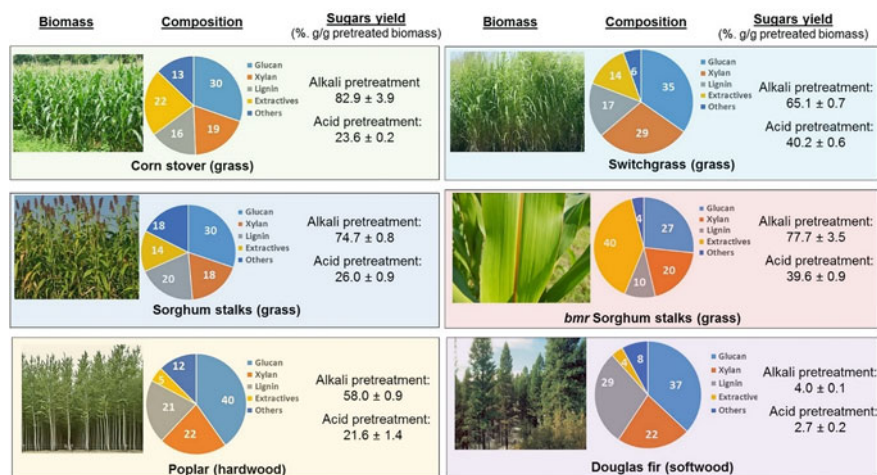 Biomass Composition Sugars yield
(%. g/g pretreated biomass)
Biomass Composition Sugars yield
(%. g/g pretreated biomass)
30
19
16
22
13
Glucan
Xylan
Lignin
Extractives
Others
Alkali pretreatment
82.9 ± 3.9
Acid pretreatment:
23.6 ± 0.2
Corn stover (grass)
35
29
17
14
6
Glucan
Xylan
Lignin
Extractives
Others
Alkali pretreatment:
65.1 ± 0.7
Acid pretreatment:
40.2 ± 0.6
Switchgrass (grass)
30
18
20
14
18
Glucan
Xylan
Lignin
Extractives
Others
Alkali pretreatment:
74.7 ± 0.8
Acid pretreatment:
26.0 ± 0.9
Sorghum stalks (grass)
27
20
10
40
4
Glucan
Xylan
Lignin
Extractives
Others
Alkali pretreatment:
77.7 ± 3.5
Acid pretreatment:
39.6 ± 0.9
bmr Sorghum stalks (grass)
40
22
21
5
12
Glucan
Xylan
Lignin
Extractives
Others
Alkali pretreatment:
58.0 ± 0.9
Acid pretreatment:
21.6 ± 1.4
Poplar (hardwood)
37
22
29
4
8
Glucan
Xylan
Lignin
Extractive
Others
Alkali pretreatment:
4.0 ± 0.1
Acid pretreatment:
2.7 ± 0.2
Douglas fir (softwood)